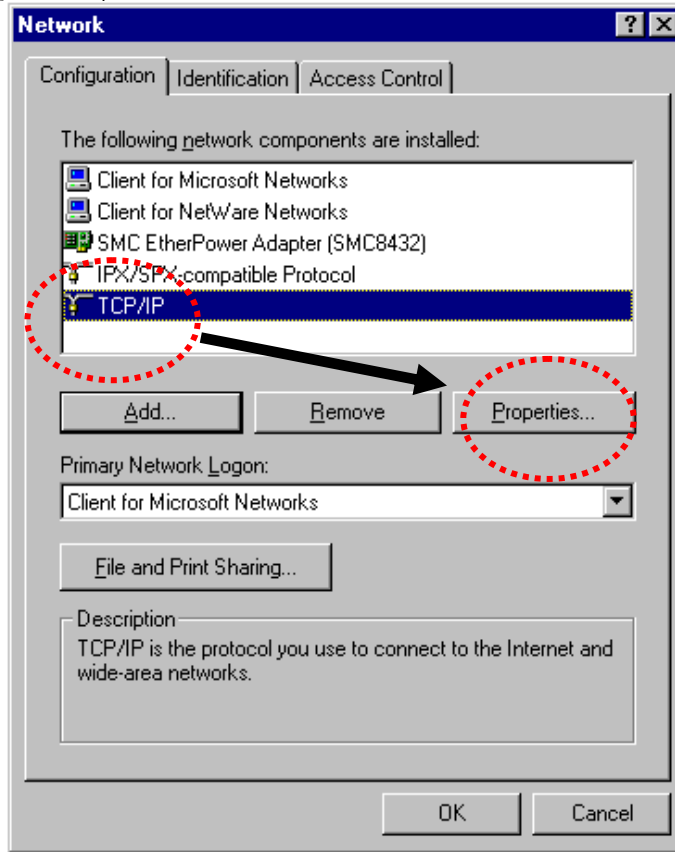 Network
Configuration Identification Access Control
The following network components are installed:
Client for Microsoft Networks
Client for NetWare Networks
SMC EtherPower Adapter (SMC8432)
IPX/SPX-compatible Protocol
TCP/IP
Add... Remove Properties...
Primary Network Logon:
Client for Microsoft Networks
File and Print Sharing...
Description
TCP/IP is the protocol you use to connect to the Internet and
wide-area networks.
OK Cancel